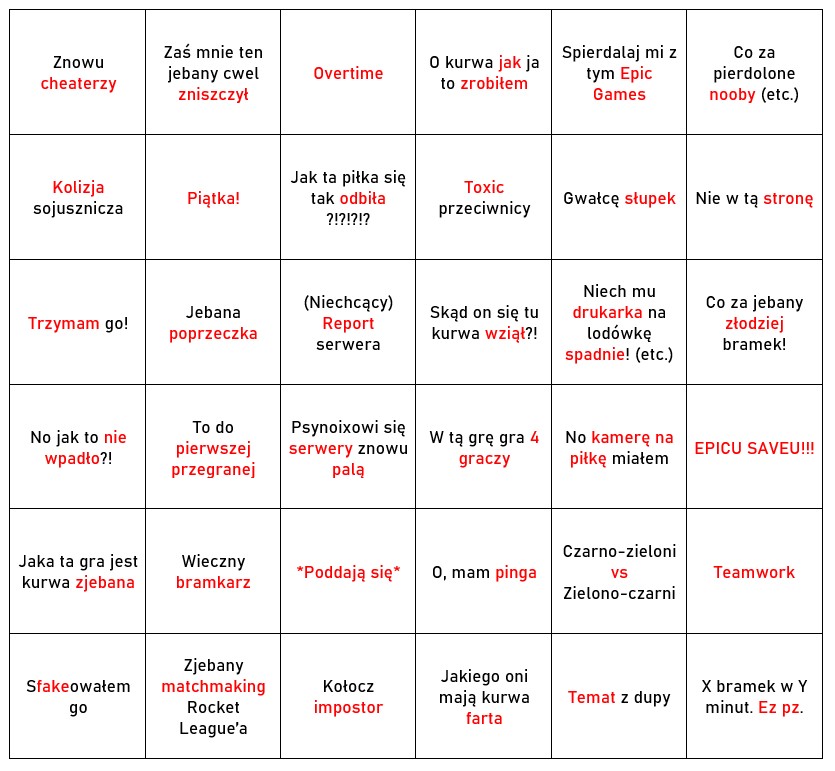 Znowu
cheaterzy
Zaś mnie ten
jebany cwel
zniszczył
Overtime
O kurwa jak ja
to zrobiłem
Spierdalaj mi z
tym Epic
Games
Co za
pierdolone
nooby (etc.)
Kolizja
sojusznicza
Piątka!
Jak ta piłka się
tak odbiła
?!?!?!?
Toxic
przeciwnicy
Gwałcę słupek
Nie w tą stronę
Trzymam go!
Jebana
poprzeczka
(Niechcący)
Report
serwera
Skąd on się tu
kurwa wziął?!
Niech mu
drukarka na
lodówkę
spadnie! (etc.)
Co za jebany
złodziej
bramek!
No jak to nie
wpadło?!
To do
pierwszej
przegranej
Psynoixowi się
serwery znowu
palą
W tą grę gra 4
graczy
No kamerę na
piłkę miałem
EPICU SAVEU!!!
Jaka ta gra jest
kurwa zjebana
Wieczny
bramkarz
*Poddają się*
O, mam pinga
Czarno-zieloni
vs
Zielono-czarni
Teamwork
Sfakeowałem
go
Zjebany
matchmaking
Rocket
League'a
Kołocz
impostor
Jakiego oni
mają kurwa
farta
Temat z dupy
X bramek w Y
minut. Ez pz.